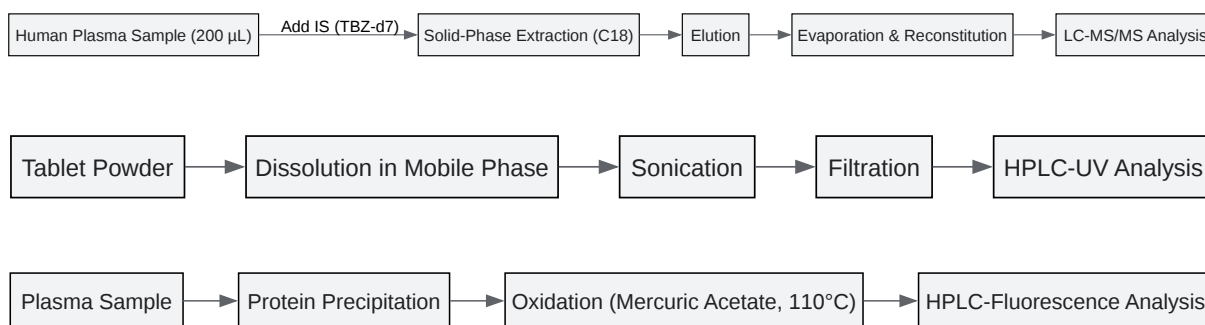 Human Plasma Sample (200 µL) Add IS (TBZ-d7) Solid-Phase Extraction (C18) Elution Evaporation & Reconstitution LC-MS/MS Analysis
Tablet Powder Dissolution in Mobile Phase Sonication Filtration HPLC-UV Analysis
Plasma Sample Protein Precipitation Oxidation (Mercuric Acetate, 110°C) HPLC-Fluorescence Analysis